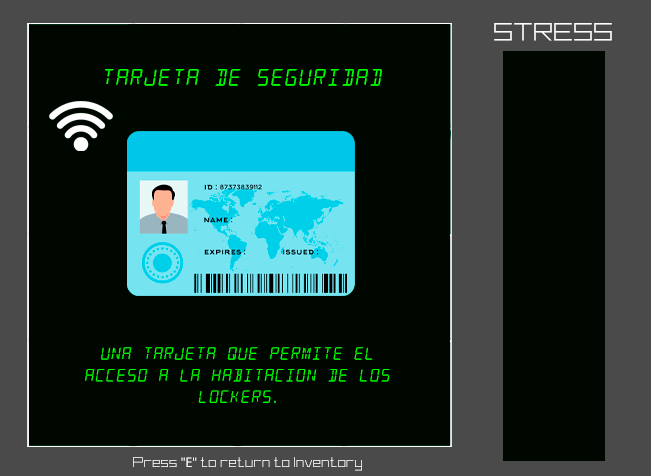 STRESS
TARJETA DE SEGURIDAD
ID : 87373839112
NAME :
EXPIRES : ISSUED :
UNA TARJETA QUE PERMITE EL
ACCESO A LA HABITACION DE LOS
LOCKERS.
Press "E" to return to Inventory